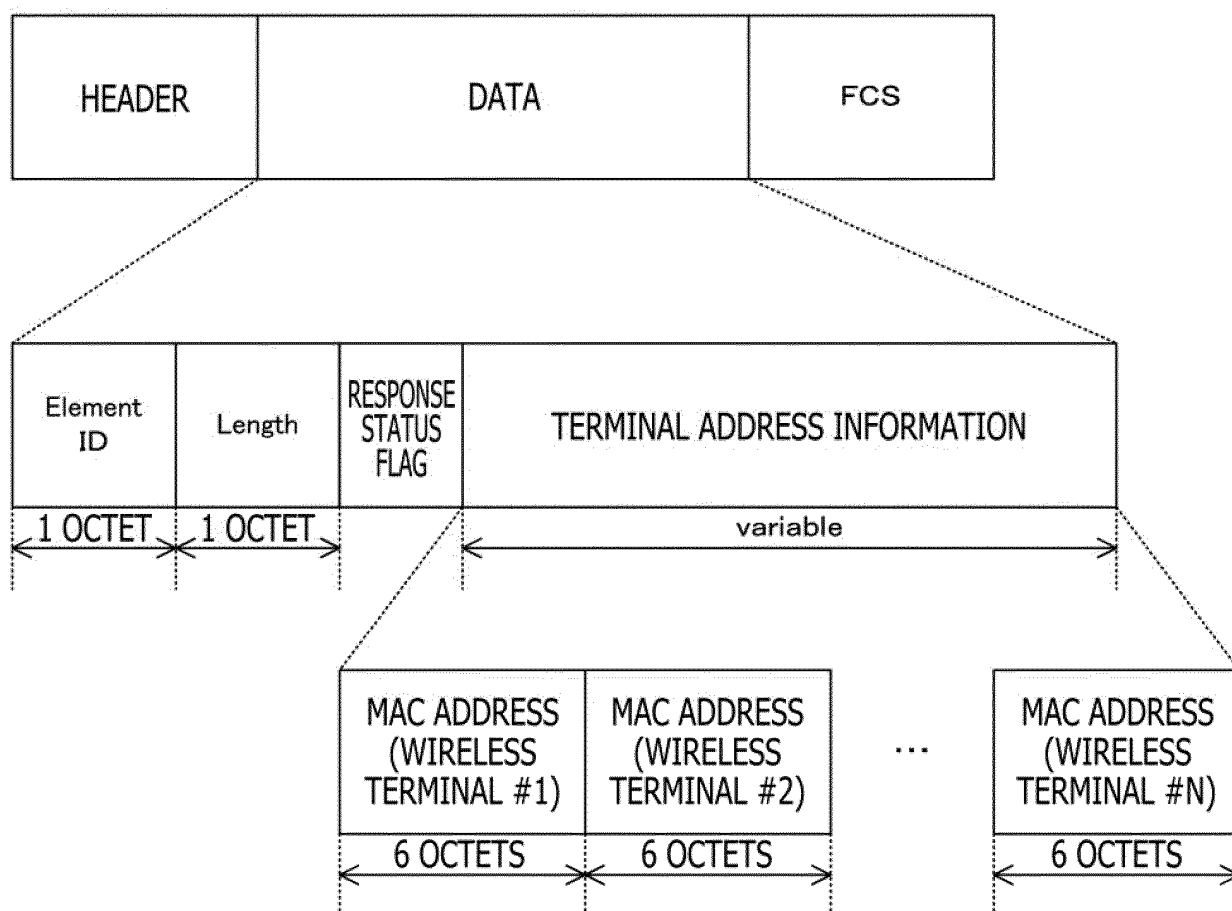 HEADER
DATA
FCS
Element
ID
Length
RESPONSE
STATUS
FLAG
TERMINAL ADDRESS INFORMATION
1 OCTET
1 OCTET
variable
MAC ADDRESS
(WIRELESS
TERMINAL #1)
MAC ADDRESS
(WIRELESS
TERMINAL #2)
...
MAC ADDRESS
(WIRELESS
TERMINAL #N)
6 OCTETS
6 OCTETS
6 OCTETS